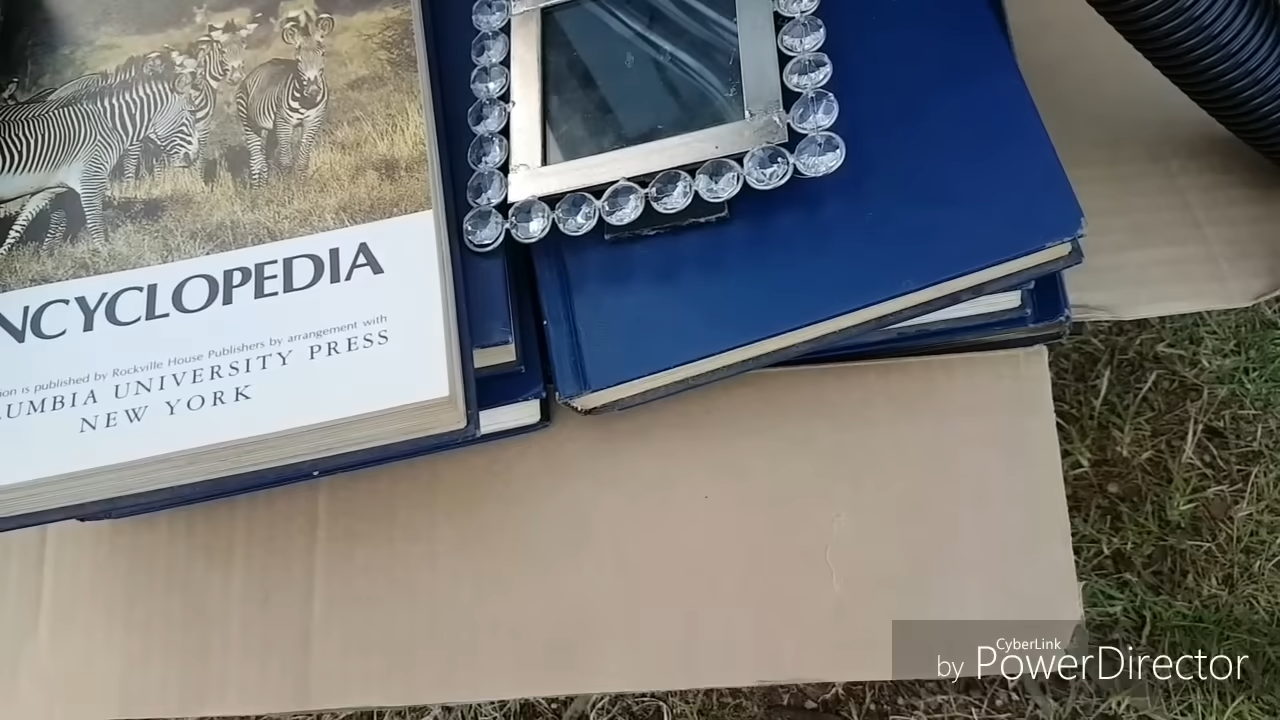 NCYCLOPEDIA
ion is published by Rockville House Publishers by arrangement with
UMBIA UNIVERSITY PRESS
NEW YORK
CyberLink
by PowerDirector